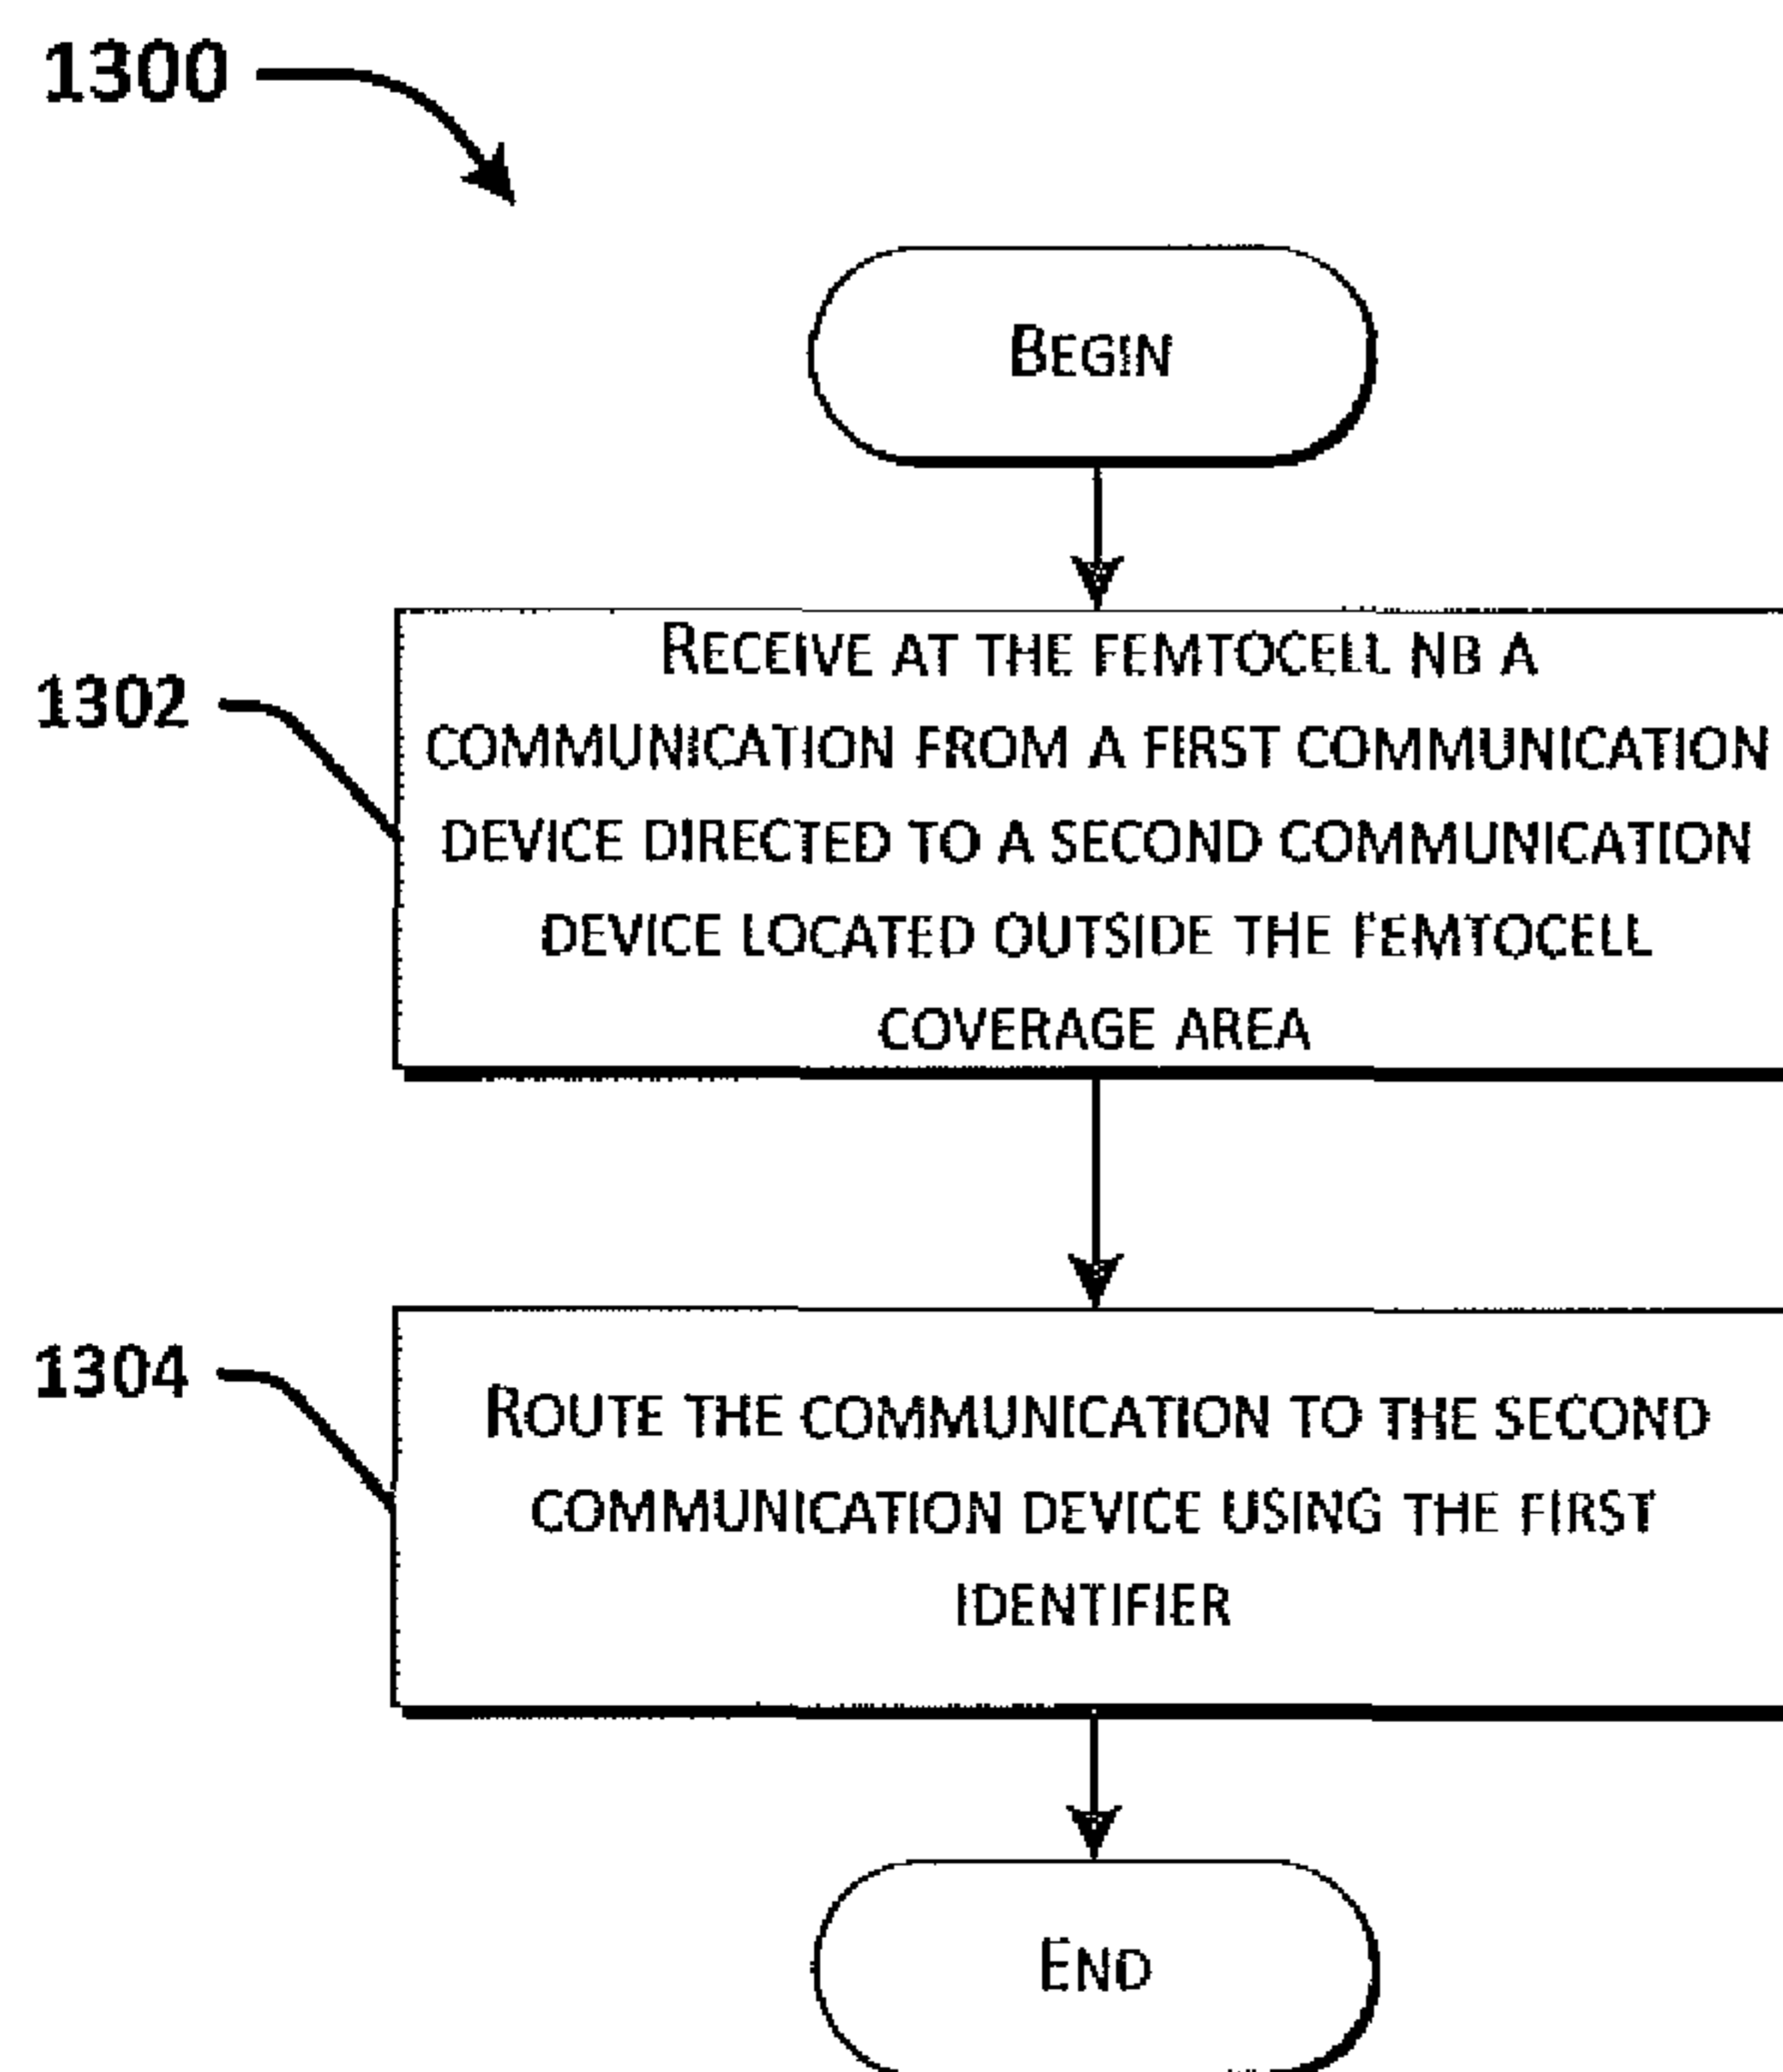 1300
BEGIN
1302
RECEIVE AT THE FEMTOCELL NB A
COMMUNICATION FROM A FIRST COMMUNICATION
DEVICE DIRECTED TO A SECOND COMMUNICATION
DEVICE LOCATED OUTSIDE THE FEMTOCELL
COVERAGE AREA
1304
ROUTE THE COMMUNICATION TO THE SECOND
COMMUNICATION DEVICE USING THE FIRST
IDENTIFIER
END